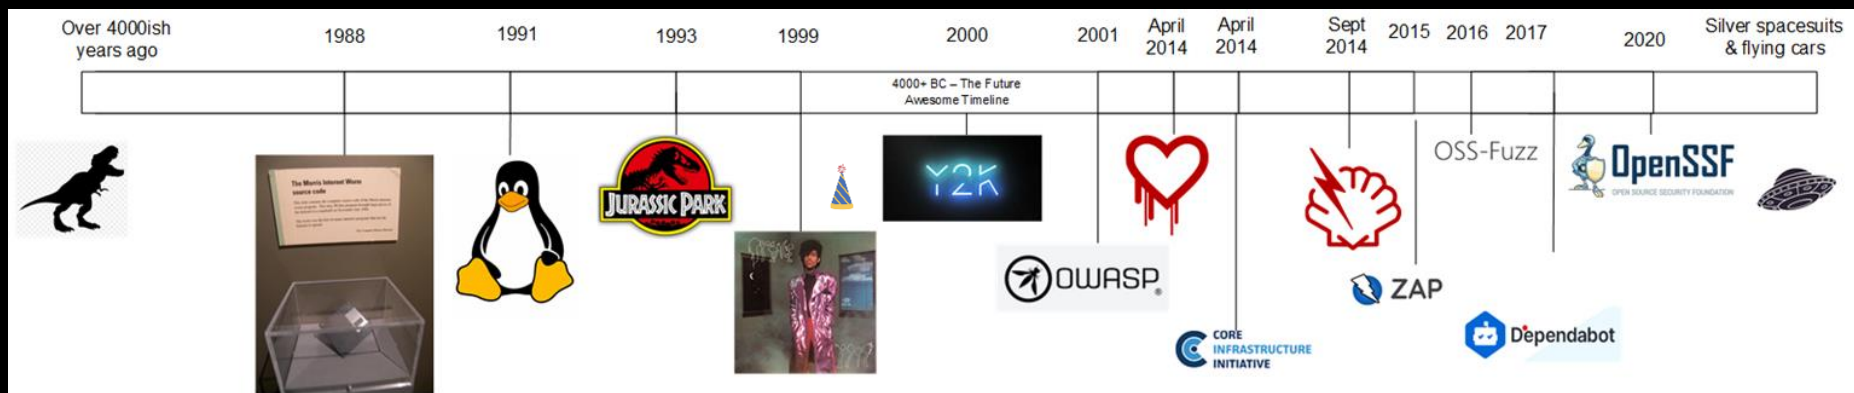 Over 4000ish
years ago
1988
1991
1993
1999
2000
2001
April
2014
April
2014
Sept
2014
2015
2016
2017
2020
Silver spacesuits
& flying cars
4000+ BC – The Future
Awesome Timeline
The Morris Internet Worm
source code
JURASSIC PARK
1999
Y2K
OWASP®
CORE
INFRASTRUCTURE
INITIATIVE
ZAP
OSS-Fuzz
Dependabot
OpenSSF
OPEN SOURCE SECURITY FOUNDATION